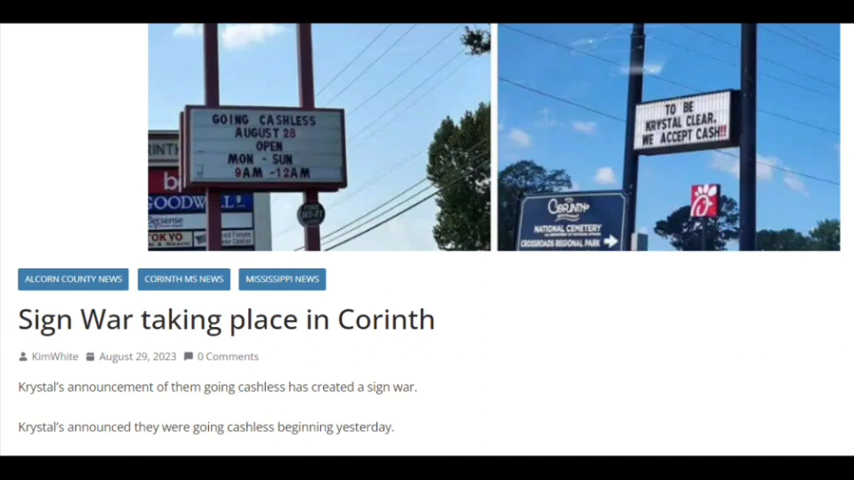 GOING CASHLESS
AUGUST 28
OPEN
MON - SUN
9AM - 12AM
GOODWILL
TOKYO
TO BE
KRYSTAL CLEAR,
WE ACCEPT CASH!!
CORINTH
NATIONAL CEMETERY
CROSSROADS REGIONAL PARK
ALCORN COUNTY NEWS
CORINTH MS NEWS
MISSISSIPPI NEWS
Sign War taking place in Corinth
KimWhite August 29, 2023 0 Comments
Krystal's announcement of them going cashless has created a sign war.
Krystal's announced they were going cashless beginning yesterday.